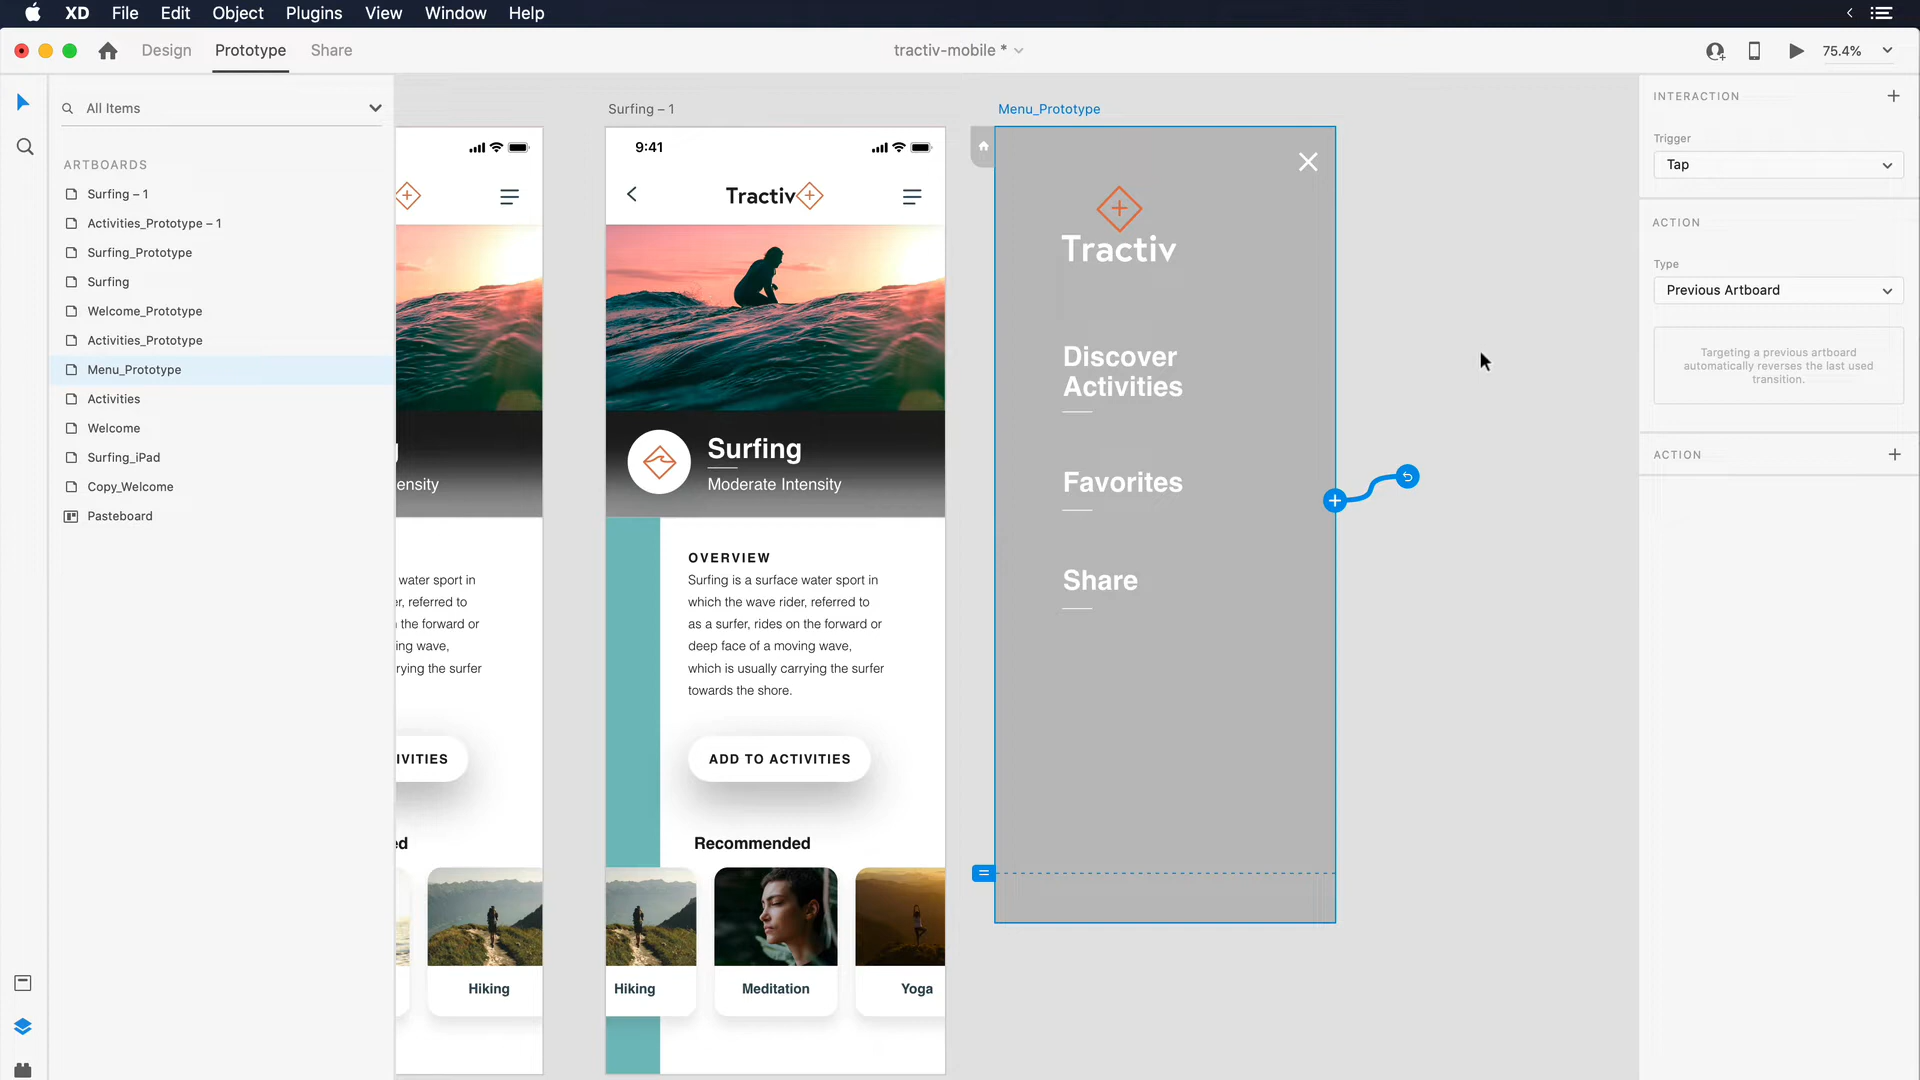 XD File Edit Object Plugins View Window Help
Design Prototype Share
tractiv-mobile *
75.4%
All Items
ARTBOARDS
Surfing – 1
Activities_Prototype – 1
Surfing_Prototype
Surfing
Welcome_Prototype
Activities_Prototype
Menu_Prototype
Activities
Welcome
Surfing_iPad
Copy_Welcome
Pasteboard
ensity
water sport in
er, referred to
the forward or
ing wave,
rying the surfer
IVITIES
ed
Hiking
Surfing – 1
9:41
Tractiv
Surfing
Moderate Intensity
OVERVIEW
Surfing is a surface water sport in
which the wave rider, referred to
as a surfer, rides on the forward or
deep face of a moving wave,
which is usually carrying the surfer
towards the shore.
ADD TO ACTIVITIES
Recommended
Hiking
Meditation
Yoga
Menu_Prototype
Tractiv
Discover
Activities
Favorites
Share
INTERACTION
Trigger
Tap
ACTION
Type
Previous Artboard
Targeting a previous artboard
automatically reverses the last used
transition.
ACTION